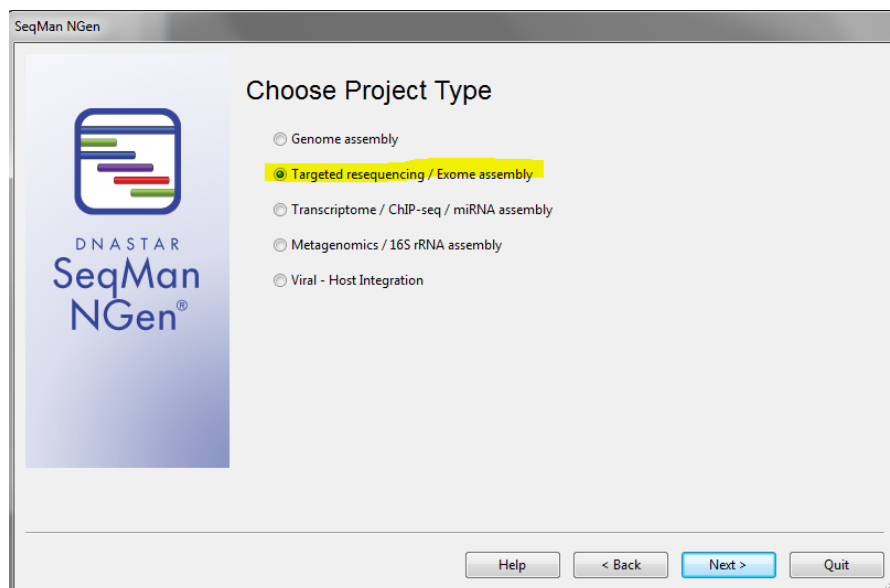 SeqMan NGen
Choose Project Type
Genome assembly
Targeted resequencing / Exome assembly
Transcriptome / ChIP-seq / miRNA assembly
Metagenomics / 16S rRNA assembly
Viral - Host Integration
DNASTAR
SeqMan
NGen®
Help
< Back
Next >
Quit